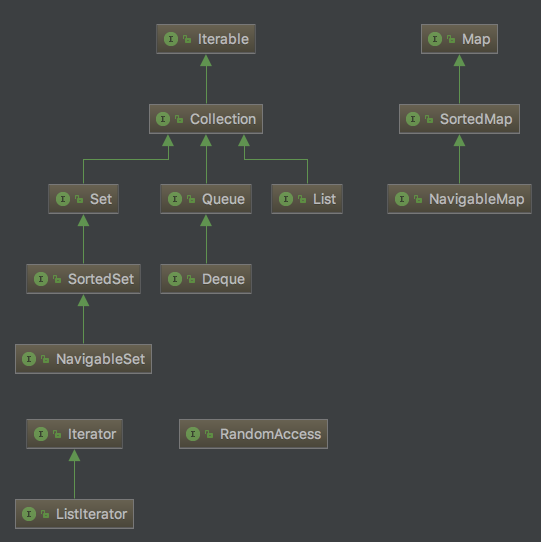 Iterable
Map
Collection
SortedMap
Set
Queue
List
NavigableMap
SortedSet
Deque
NavigableSet
Iterator
RandomAccess
ListIterator